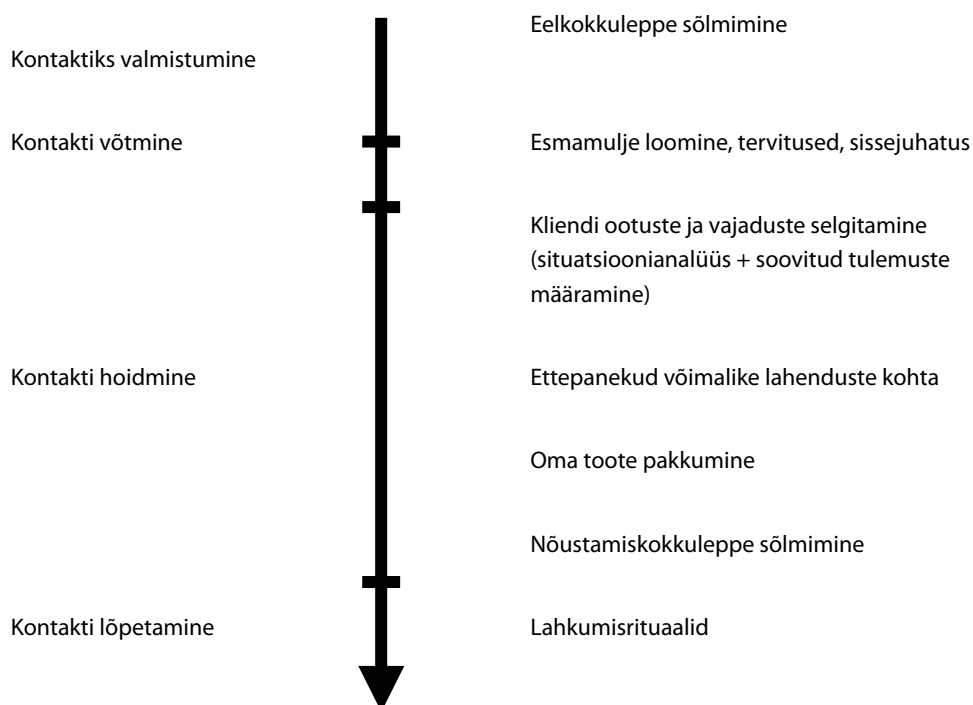 Eelkokkuleppe sõlmimine
Kontaktiks valmistumine
Kontakti võtmine
Esmamulje loomine, tervitused, sissejuhatus
Kliendi ootuste ja vajaduste selgitamine
(situatsioonianalüüs + soovitud tulemuste
määramine)
Kontakti hoidmine
Ettepanekud võimalike lahenduste kohta
Oma toote pakkumine
Nõustamiskokkuleppe sõlmimine
Kontakti lõpetamine
Lahkumisrituaalid